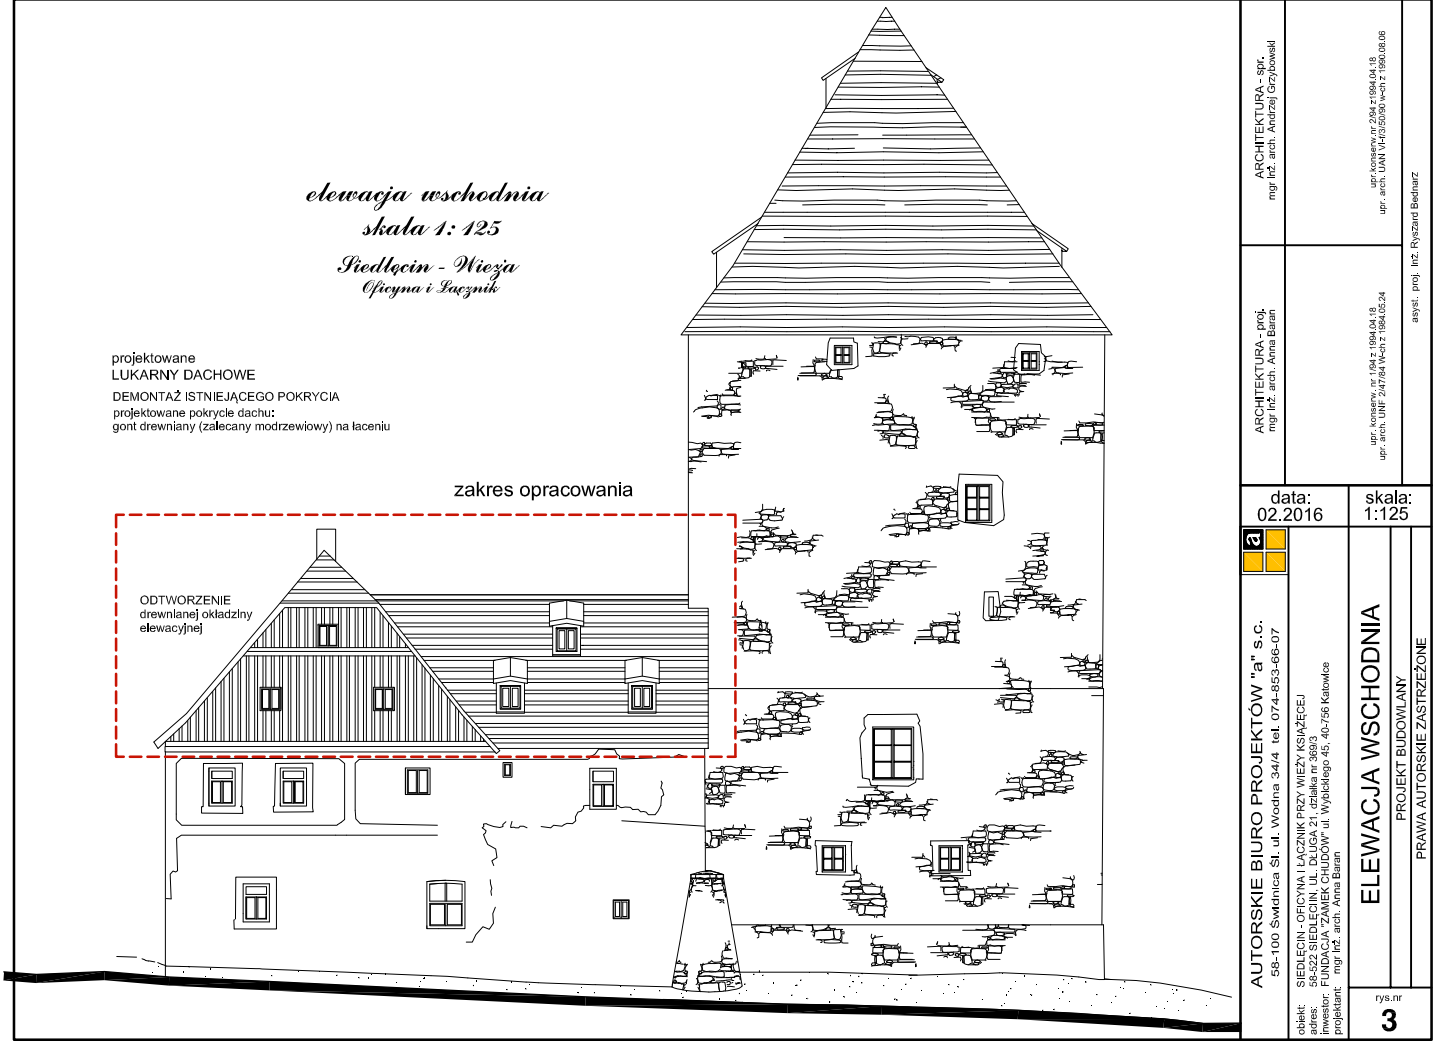 elewacja wschodnia
skala 1: 125
Siedlęcin - Wieża
Oficyna i Łącznik
projektowane
LUKARNY DACHOWE
DEMONTAŻ ISTNIEJĄCEGO POKRYCIA
projektowane pokrycie dachu:
gont drewniany (zalecany modrzewiowy) na łaceniu
zakres opracowania
ODTWORZENIE
drewnianej okładziny
elewacyjnej
ARCHITEKTURA - spr.
mgr inż. arch. Andrzej Grzybowski
upr.konserw. nr 2/94 z 1994.04.18
upr. arch. UAN VI-f/3/50/90 w-ch z 1990.08.06
ARCHITEKTURA - proj.
mgr inż. arch. Anna Baran
upr. konserw. nr 1/94 z 1994.04.18
upr. arch. UNF 2/47/84 W-ch z 1984.05.24
asyst. proj. inż. Ryszard Bednarz
data:
02.2016
skala:
1:125
a
AUTORSKIE BIURO PROJEKTÓW "a" s.c.
58-100 Świdnica Śl. ul. Wodna 34/4 tel. 074-853-66-07
obiekt: SIEDLĘCIN - OFICYNA I ŁĄCZNIK PRZY WIEŻY KSIĄŻĘCEJ
adres: 58-522 SIEDLĘCIN, UL. DŁUGA 21, działka nr 369/3
inwestor: FUNDACJA "ZAMEK CHUDÓW" ul. Wybickiego 45, 40-756 Katowice
projektant: mgr inż. arch. Anna Baran
ELEWACJA WSCHODNIA
PROJEKT BUDOWLANY
PRAWA AUTORSKIE ZASTRZEŻONE
rys.nr
3